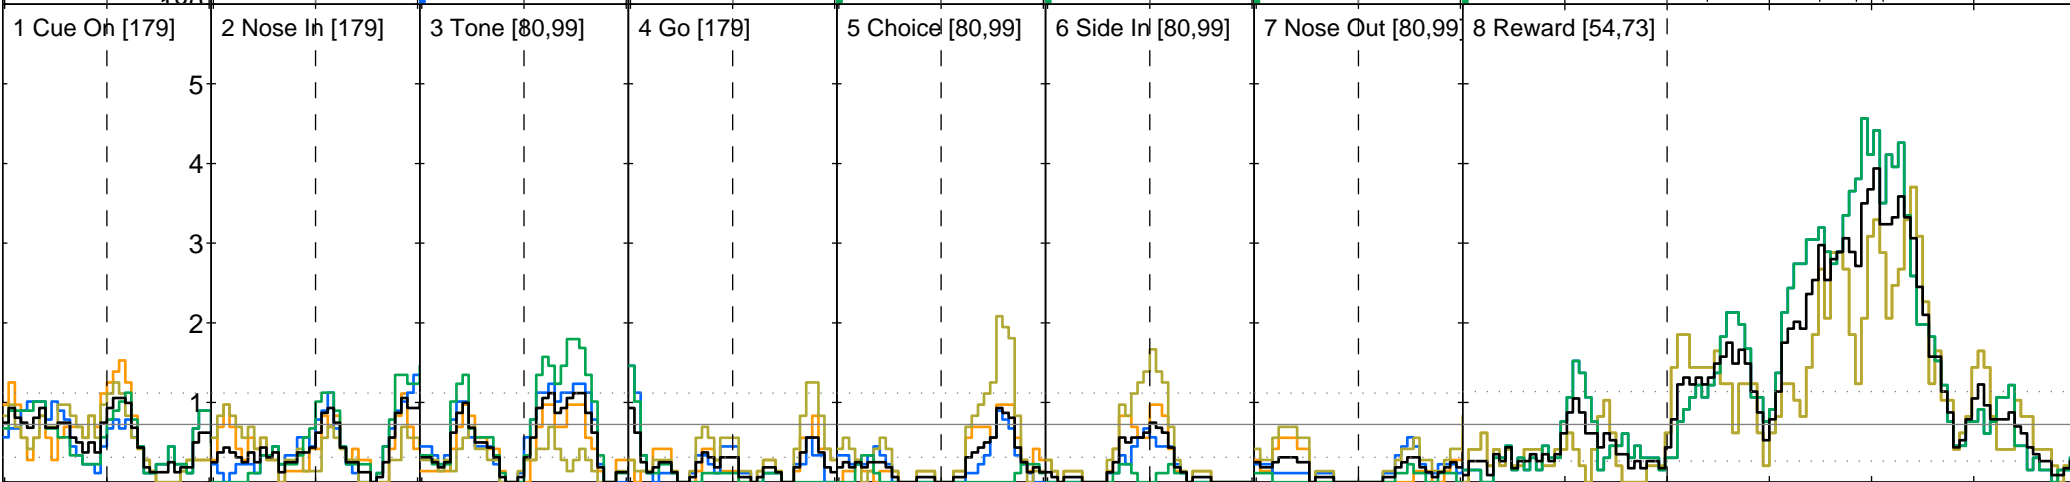 1 Cue On [179]
2 Nose In [179]
3 Tone [80,99]
4 Go [179]
5 Choice [80,99]
6 Side In [80,99]
7 Nose Out [80,99]
8 Reward [54,73]
5
4
3
2
1